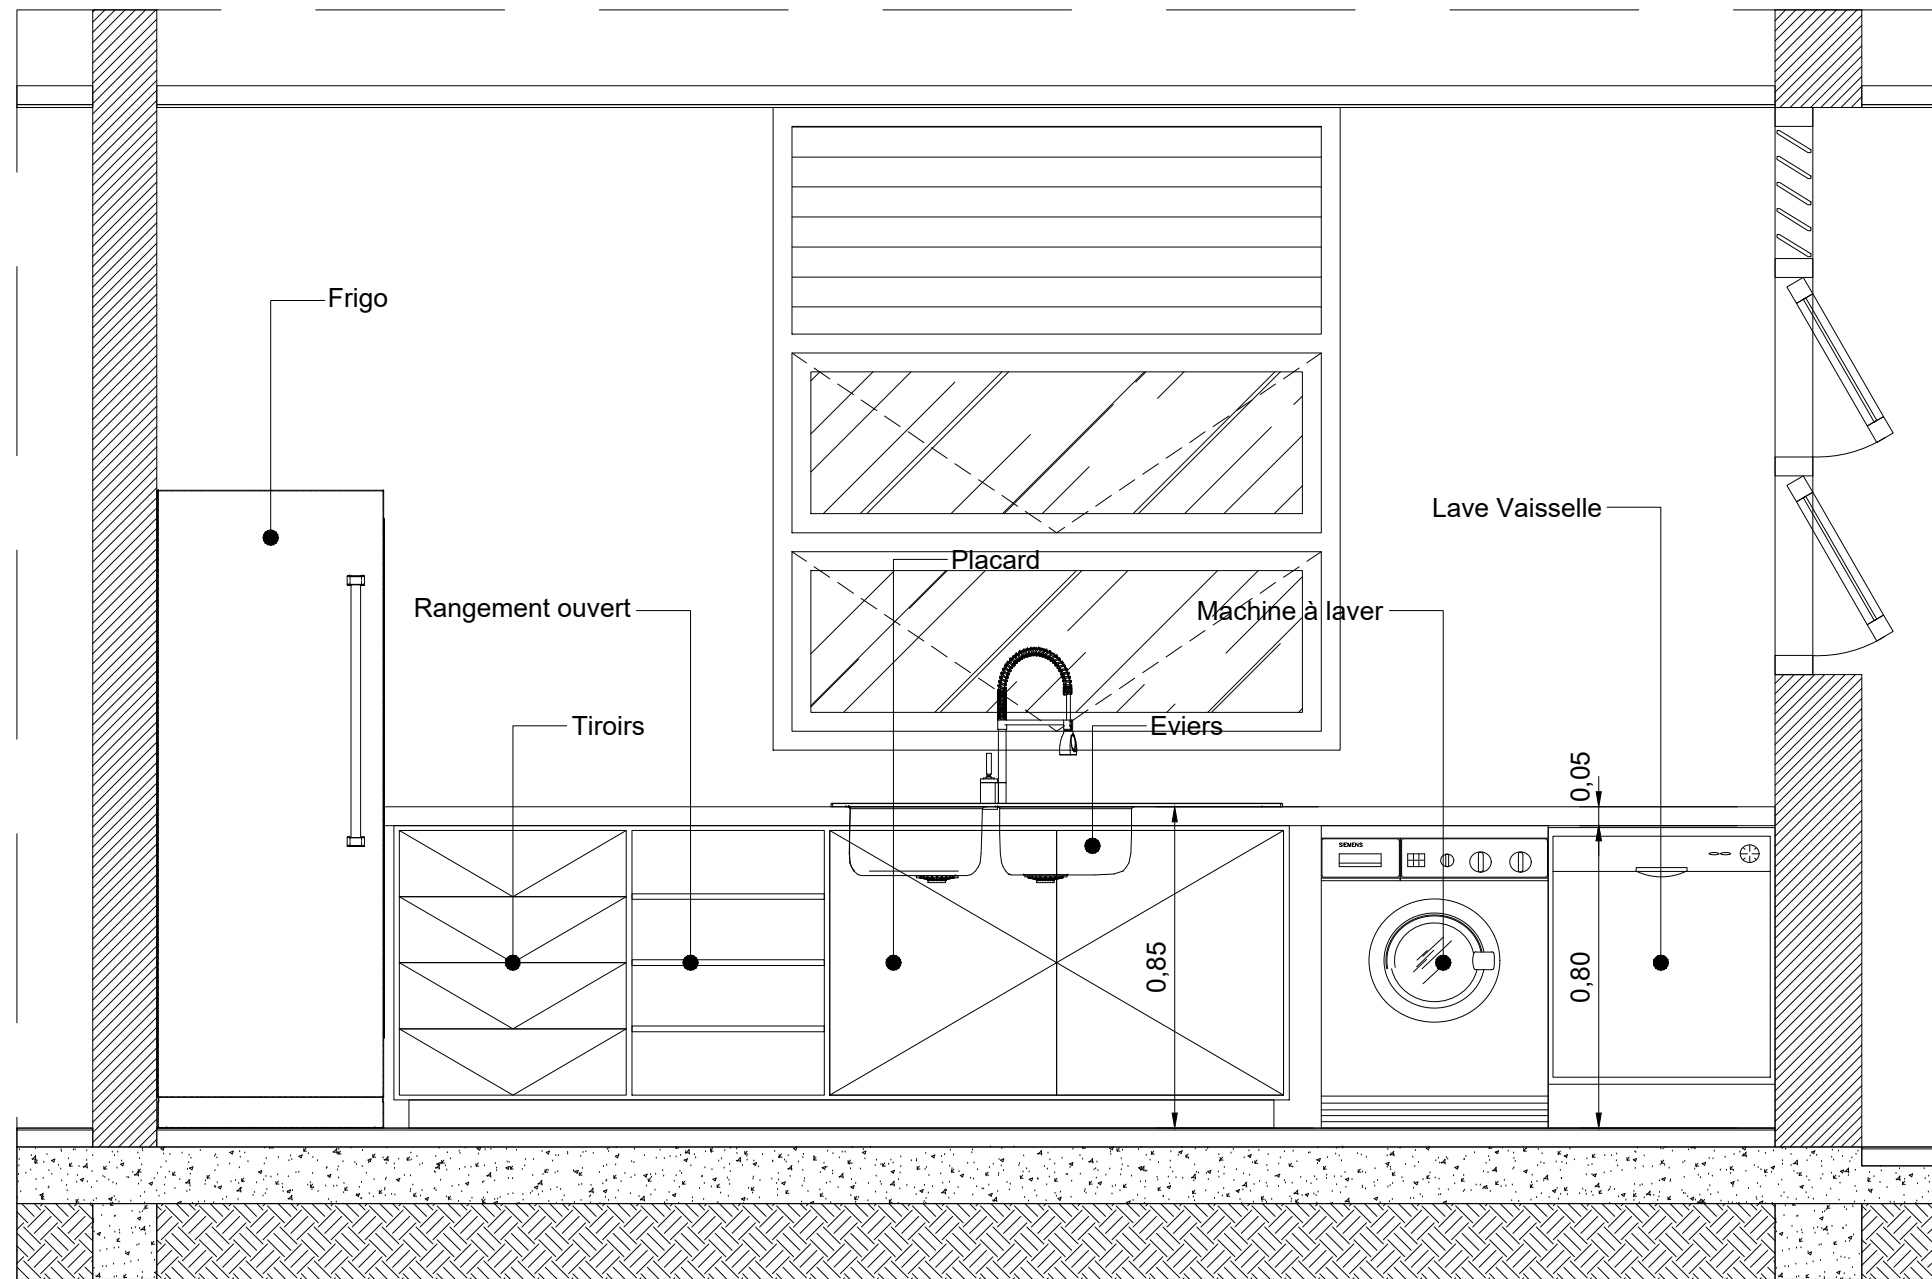 Frigo
Lave Vaisselle
Placard
Rangement ouvert
Machine à laver
Tiroirs
Eviers
0,05
SIEMENS
0,85
0,80